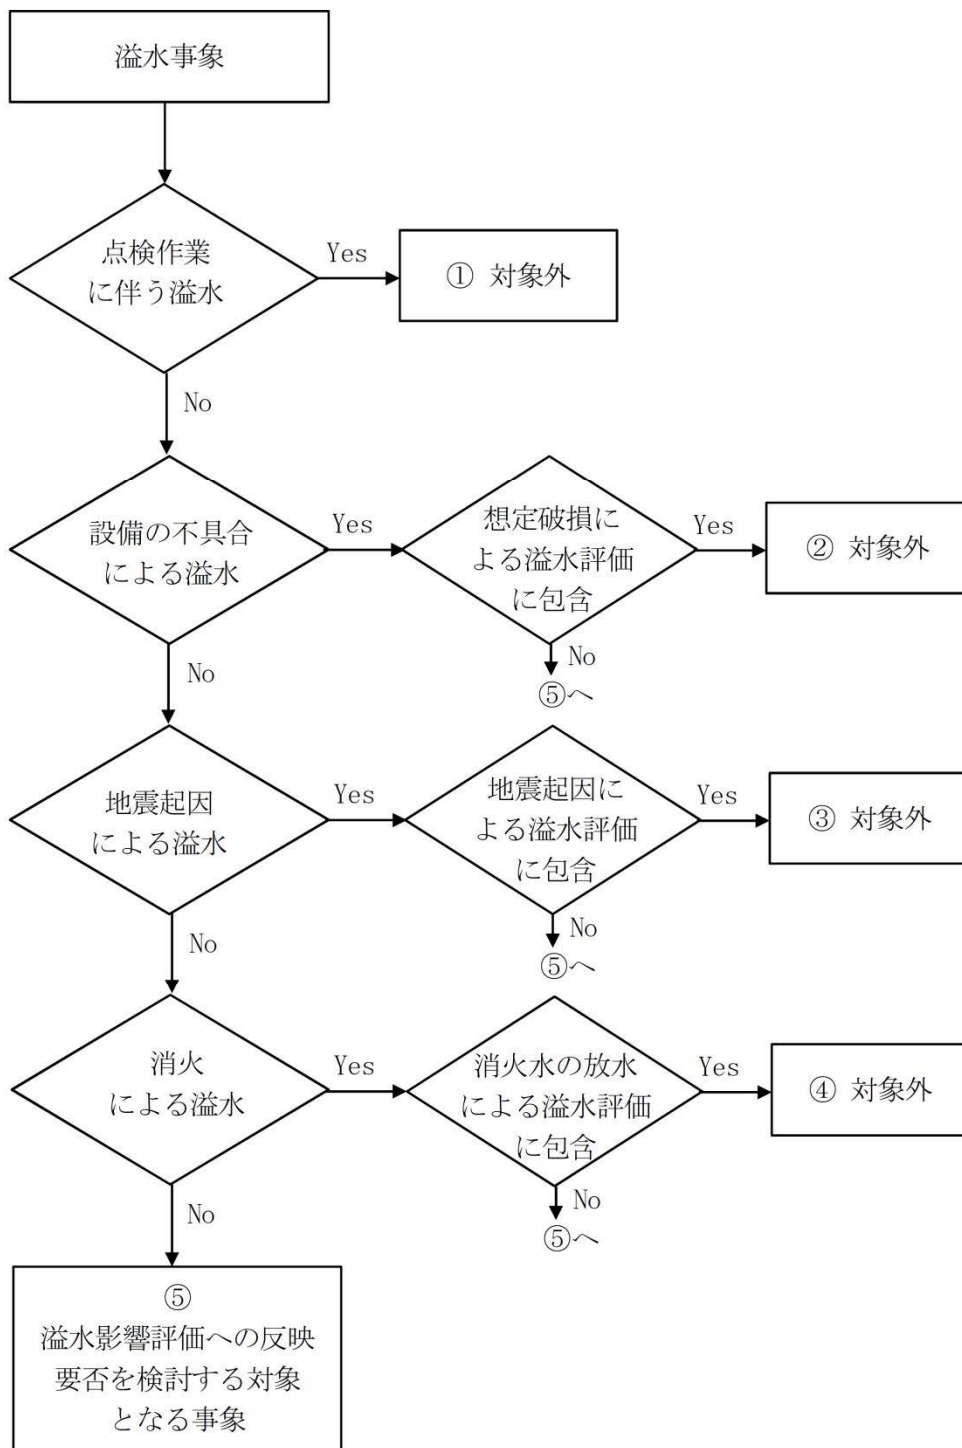 溢水事象
点検作業
に伴う溢水
Yes
① 対象外
No
設備の不具合
による溢水
Yes
想定破損に
よる溢水評価
に包含
Yes
② 対象外
No
⑤へ
No
地震起因
による溢水
Yes
地震起因に
よる溢水評価
に包含
Yes
③ 対象外
No
⑤へ
No
消火
による溢水
Yes
消火水の放水
による溢水評価
に包含
Yes
④ 対象外
No
⑤へ
No
⑤
溢水影響評価への反映
要否を検討する対象
となる事象